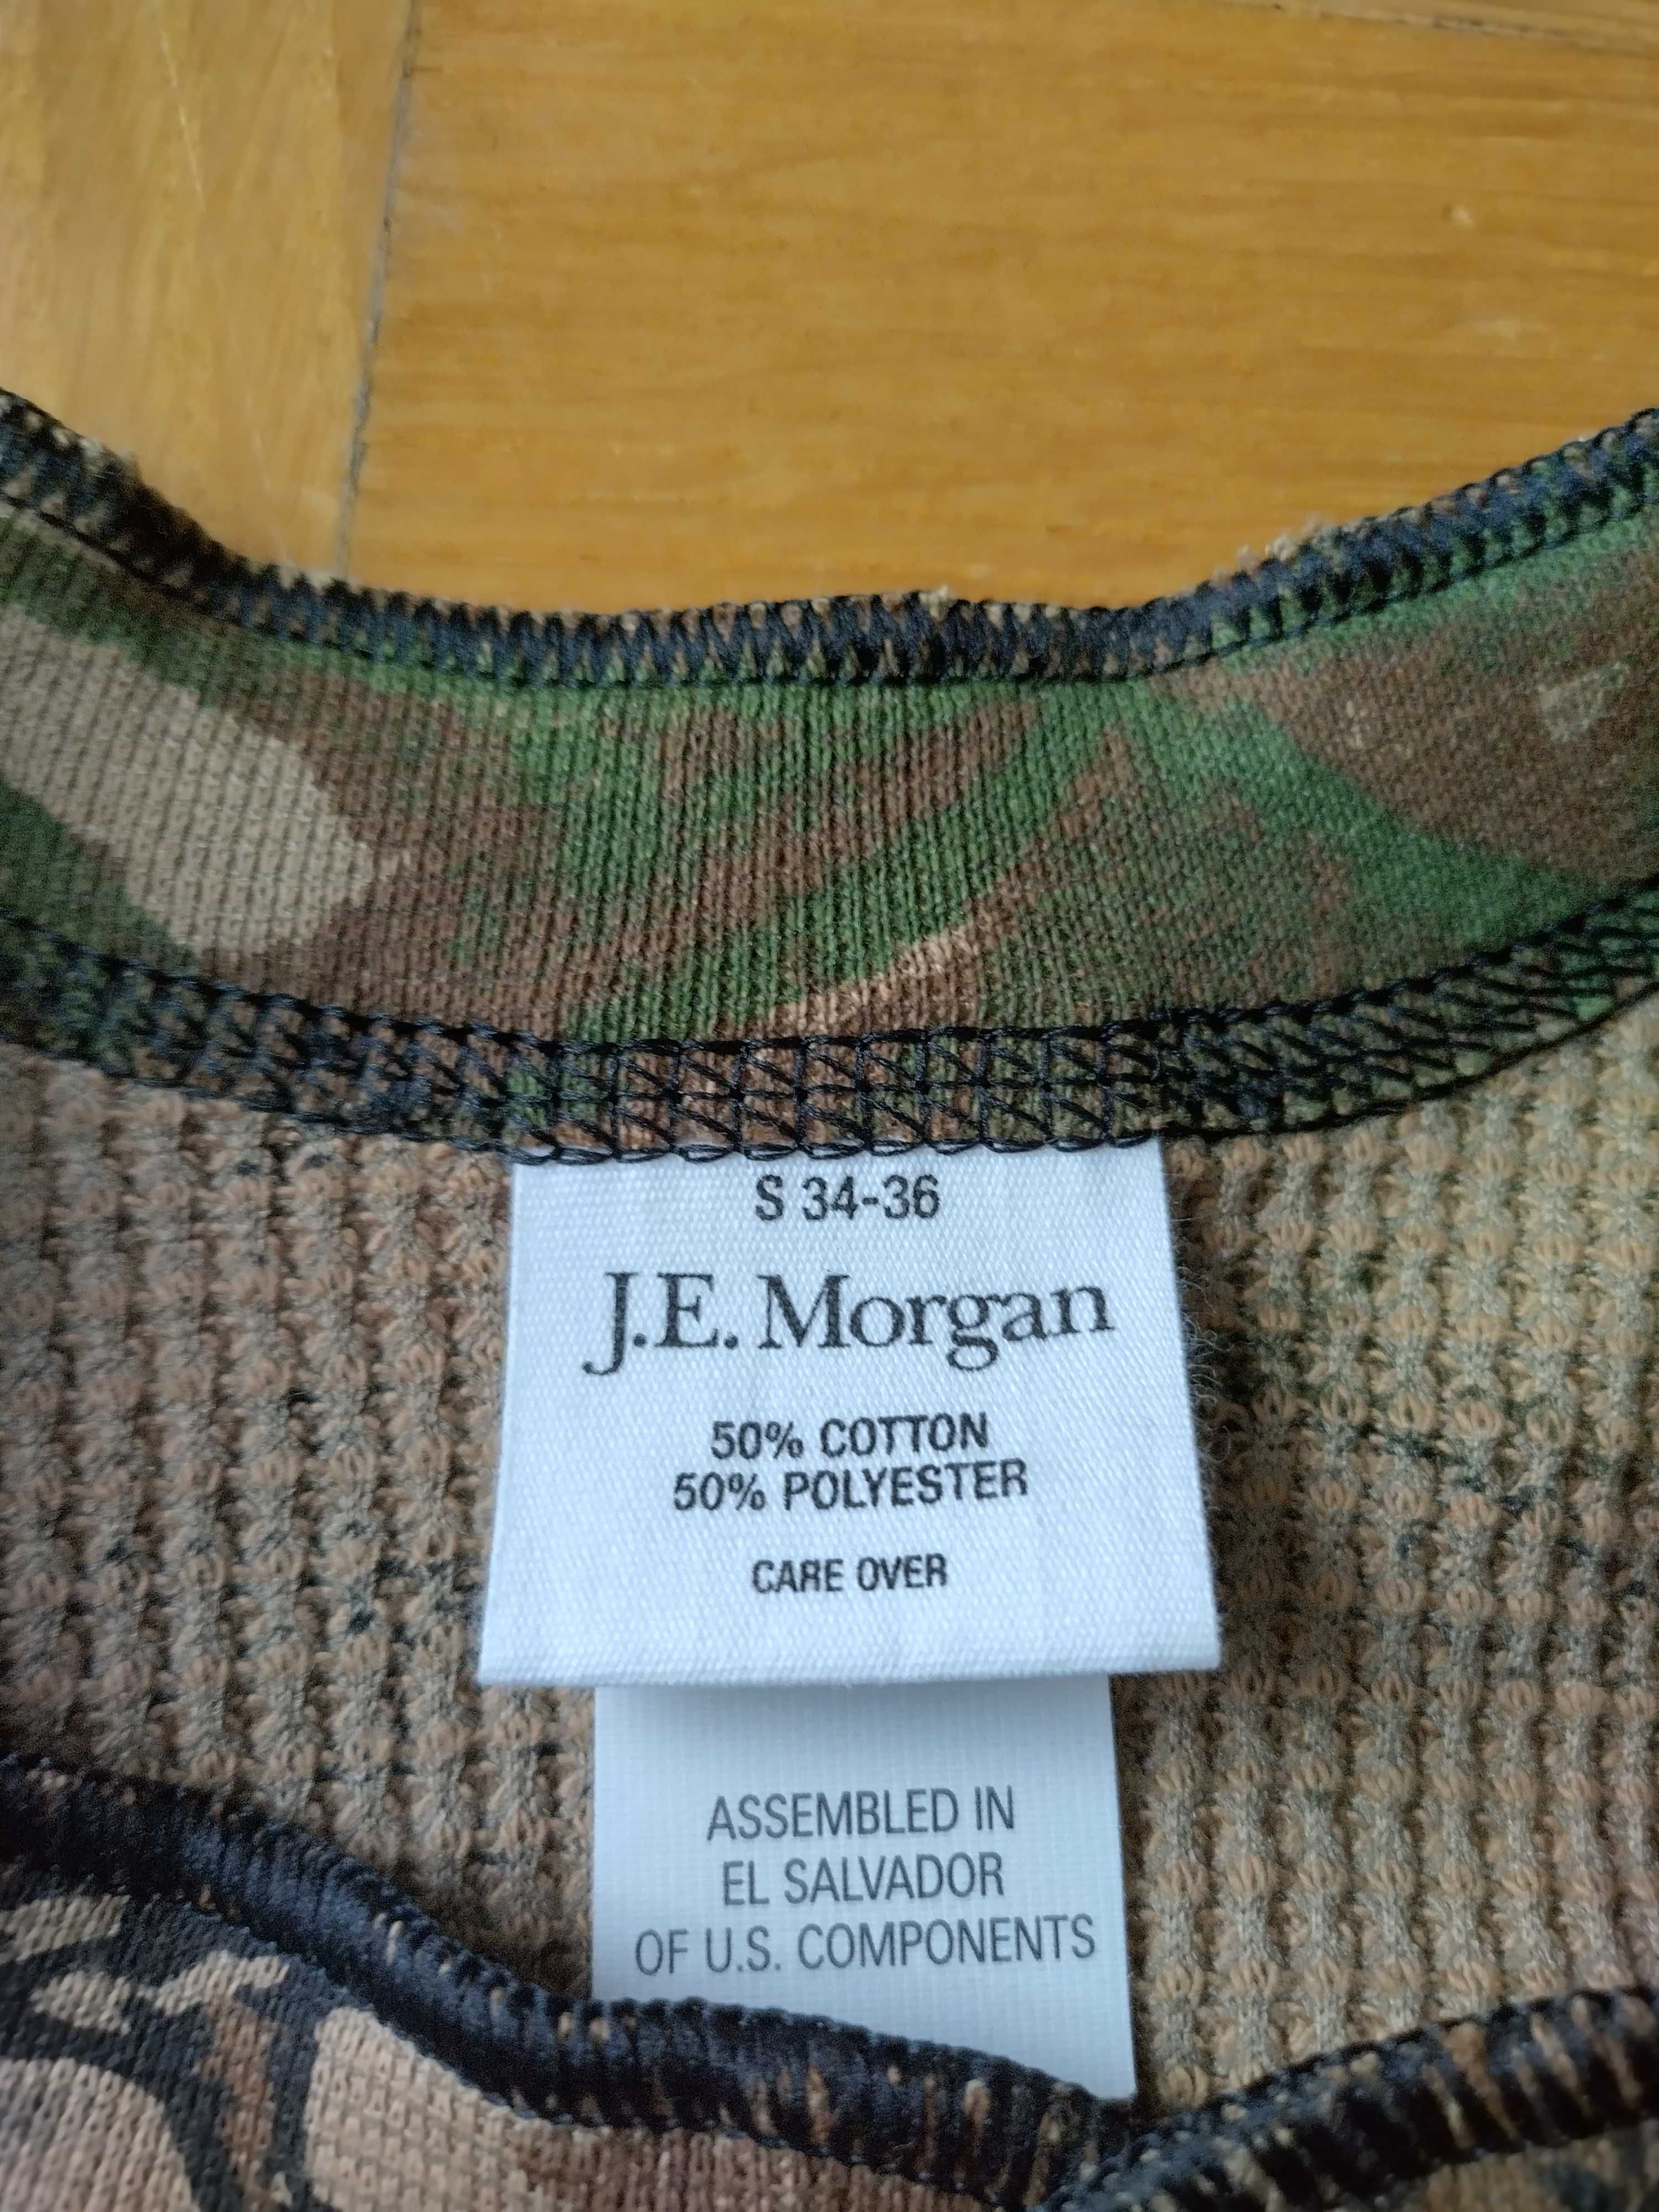 S 34-36
J.E. Morgan
50% COTTON
50% POLYESTER
CARE OVER
ASSEMBLED IN
EL SALVADOR
OF U.S. COMPONENTS